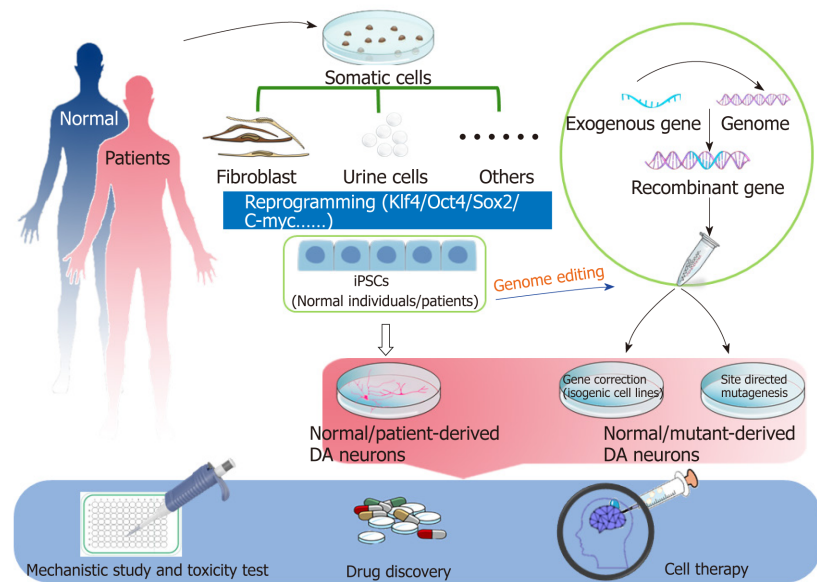 Normal
Patients
Somatic cells
Fibroblast
Urine cells
Others
Reprogramming (Klf4/Oct4/Sox2/
C-myc......)
iPSCs
(Normal individuals/patients)
Genome editing
Exogenous gene
Genome
Recombinant gene
Gene correction
(isogenic cell lines)
Site directed
mutagenesis
Normal/patient-derived
DA neurons
Normal/mutant-derived
DA neurons
Mechanistic study and toxicity test
Drug discovery
Cell therapy